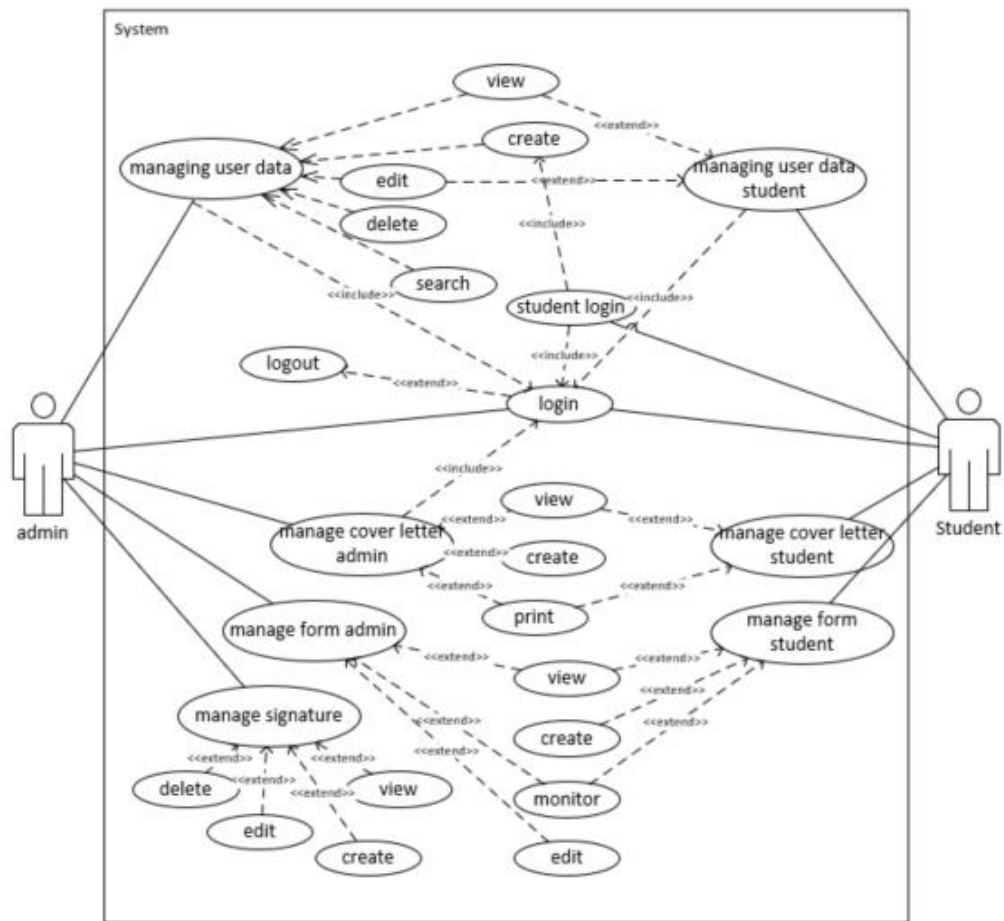 System
view
<<extend>>
create
managing user data
managing user data
student
edit
<<extend>>
delete
<<include>>
search
<<include>>
student login
<<include>>
<<include>>
logout
<<extend>>
login
<<include>>
view
admin
Student
manage cover letter
admin
<<extend>>
<<extend>>
manage cover letter
student
<<extend>>
create
<<extend>>
<<extend>>
print
manage form admin
manage form
student
<<extend>>
<<extend>>
view
manage signature
<<extend>>
<<extend>>
create
<<extend>>
<<extend>>
<<extend>>
<<extend>>
<<extend>>
<<extend>>
delete
view
monitor
edit
create
edit